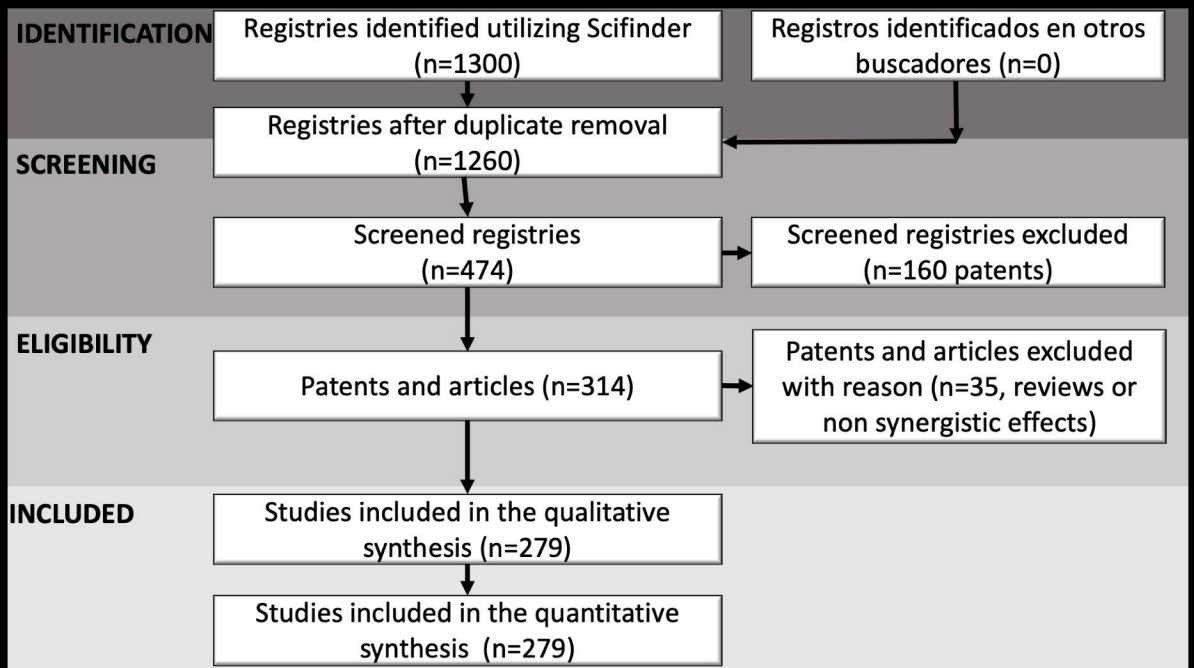 IDENTIFICATION
Registries identified utilizing Scifinder
(n=1300)
Registros identificados en otros
buscadores (n=0)
Registries after duplicate removal
(n=1260)
SCREENING
Screened registries
(n=474)
Screened registries excluded
(n=160 patents)
ELIGIBILITY
Patents and articles (n=314)
Patents and articles excluded
with reason (n=35, reviews or
non synergistic effects)
INCLUDED
Studies included in the qualitative
synthesis (n=279)
Studies included in the quantitative
synthesis (n=279)